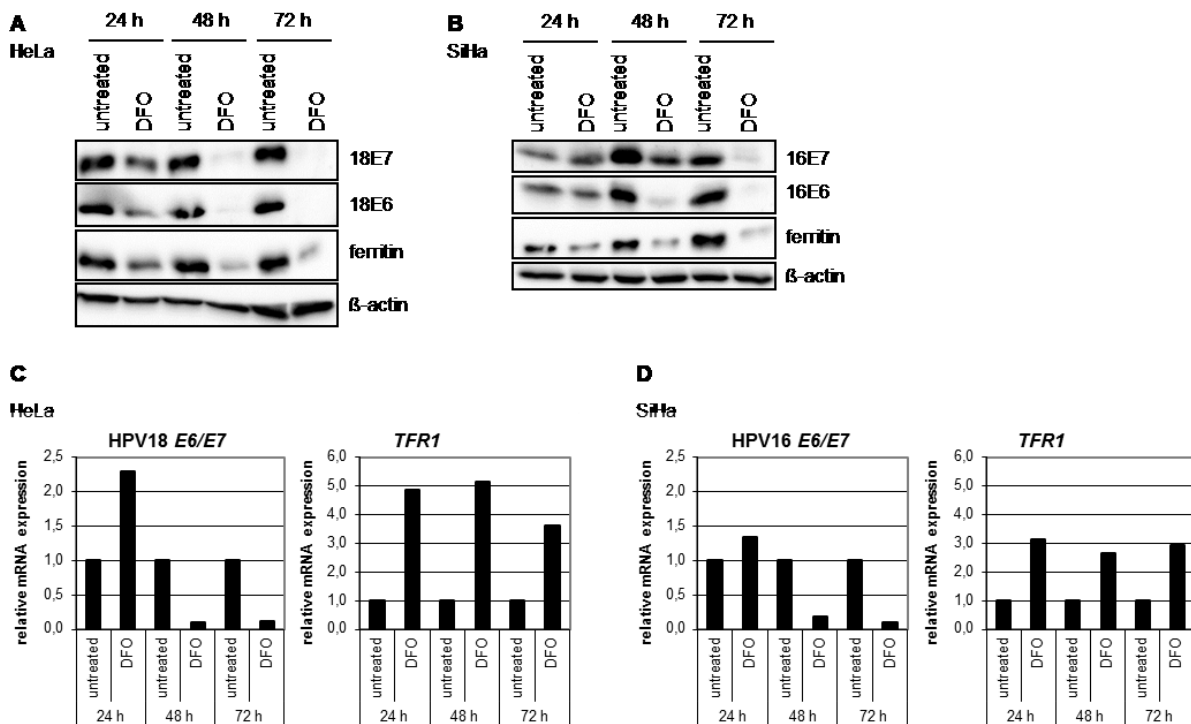 A
24 h 48 h 72 h
HeLa
untreated DFO untreated DFO untreated DFO
18E7
18E6
ferritin
ß-actin
B
24 h 48 h 72 h
SiHa
untreated DFO untreated DFO untreated DFO
16E7
16E6
ferritin
ß-actin
C
HeLa
HPV18 E6/E7
relative mRNA expression
2,5
2,0
1,5
1,0
0,5
0,0
untreated DFO untreated DFO untreated DFO
24 h 48 h 72 h
TFR1
relative mRNA expression
6,0
5,0
4,0
3,0
2,0
1,0
0,0
untreated DFO untreated DFO untreated DFO
24 h 48 h 72 h
D
SiHa
HPV16 E6/E7
relative mRNA expression
2,5
2,0
1,5
1,0
0,5
0,0
untreated DFO untreated DFO untreated DFO
24 h 48 h 72 h
TFR1
relative mRNA expression
6,0
5,0
4,0
3,0
2,0
1,0
0,0
untreated DFO untreated DFO untreated DFO
24 h 48 h 72 h